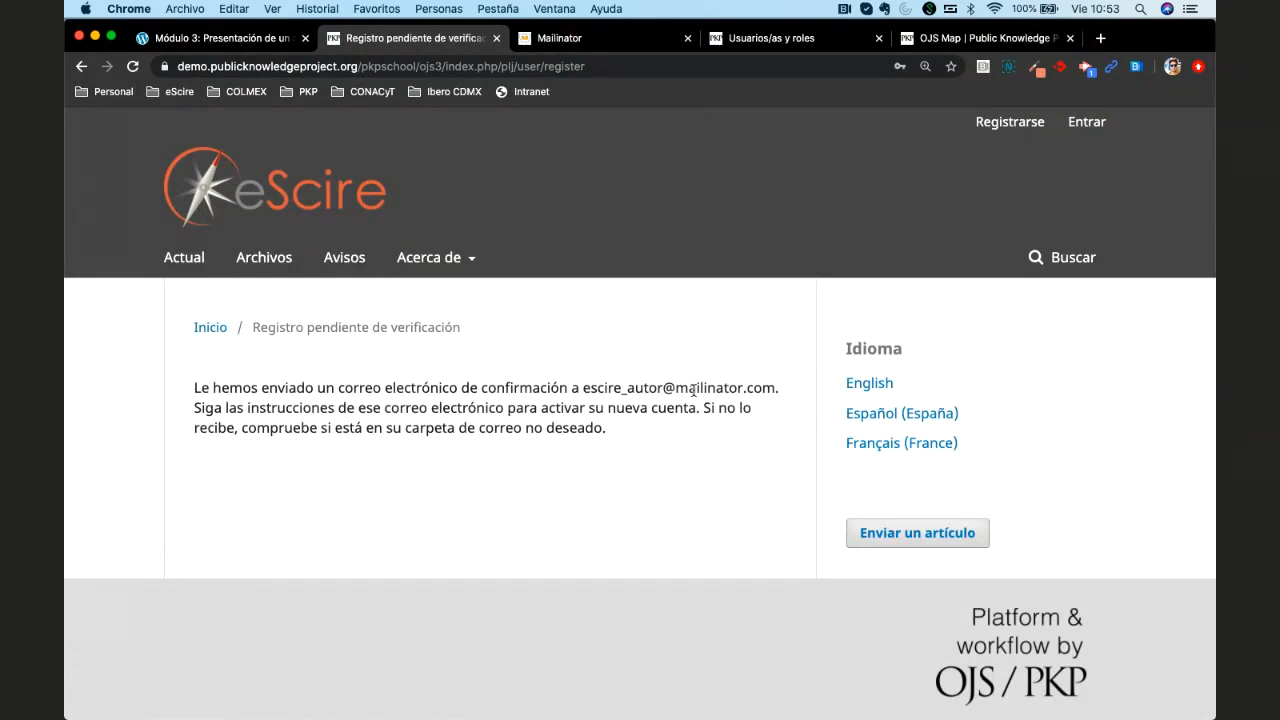 Chrome Archivo Editar Ver Historial Favoritos Personas Pestaña Ventana Ayuda 100% Vie 10:53
Módulo 3: Presentación de un Registro pendiente de verifica Mailinator Usuarios/as y roles OJS Map | Public Knowledge P
demo.publicknowledgeproject.org/pkpschool/ojs3/index.php/plj/user/register
Personal eScire COLMEX PKP CONACyT Ibero CDMX Intranet
Registrarse Entrar
eScire
Actual Archivos Avisos Acerca de Buscar
Inicio / Registro pendiente de verificación
Le hemos enviado un correo electrónico de confirmación a escire_autor@mailinator.com.
Siga las instrucciones de ese correo electrónico para activar su nueva cuenta. Si no lo
recibe, compruebe si está en su carpeta de correo no deseado.
Idioma
English
Español (España)
Français (France)
Enviar un artículo
Platform &
workflow by
OJS / PKP